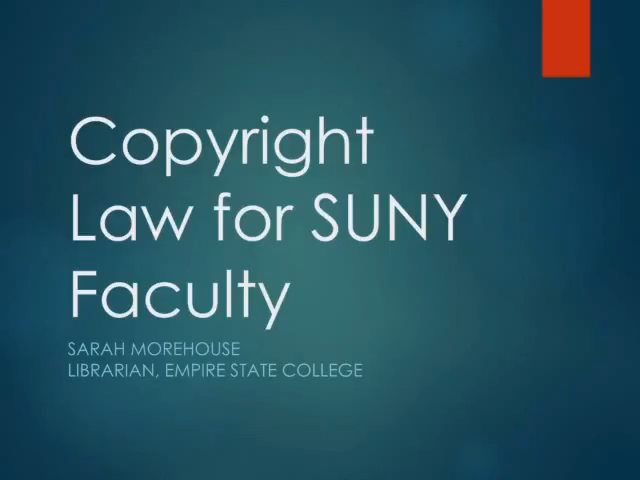 Copyright
Law for SUNY
Faculty
SARAH MOREHOUSE
LIBRARIAN, EMPIRE STATE COLLEGE